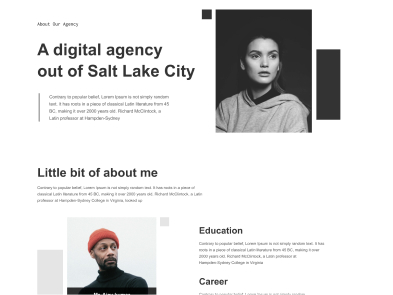 About Our Agency
A digital agency
out of Salt Lake City
Contrary to popular belief, Lorem Ipsum is not simply random
text. It has roots in a piece of classical Latin literature from 45
BC, making it over 2000 years old. Richard McClintock, a
Latin professor at Hampden-Sydney
Little bit of about me
Contrary to popular belief, Lorem Ipsum is not simply random text. It has roots in a piece of
classical Latin literature from 45 BC, making it over 2000 years old. Richard McClintock, a Latin
professor at Hampden-Sydney College in Virginia, looked up
Education
Contrary to popular belief, Lorem Ipsum is not simply random text. It has
roots in a piece of classical Latin literature from 45 BC, making it over
2000 years old. Richard McClintock, a Latin professor at
Hampden-Sydney College in Virginia
Career